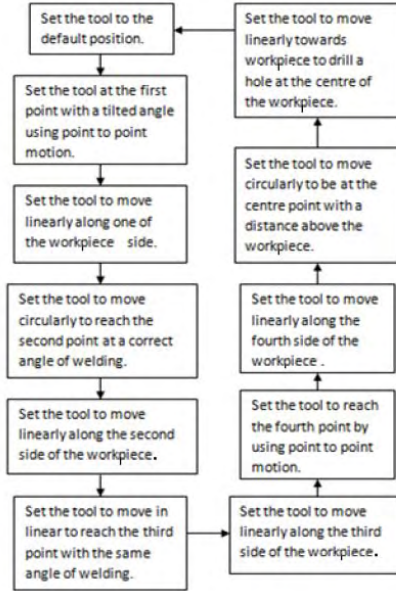 Set the tool to the
default position.
Set the tool at the first
point with a tilted angle
using point to point
motion.
Set the tool to move
linearly along one of
the workpiece side.
Set the tool to move
circularly to reach the
second point at a correct
angle of welding.
Set the tool to move
linearly along the second
side of the workpiece.
Set the tool to move in
linear to reach the third
point with the same
angle of welding.
Set the tool to move
linearly along the third
side of the workpiece.
Set the tool to reach
the fourth point by
using point to point
motion.
Set the tool to move
linearly along the
fourth side of the
workpiece .
Set the tool to move
circularly to be at the
centre point with a
distance above the
workpiece.
Set the tool to move
linearly towards
workpiece to drill a
hole at the centre of
the workpiece.